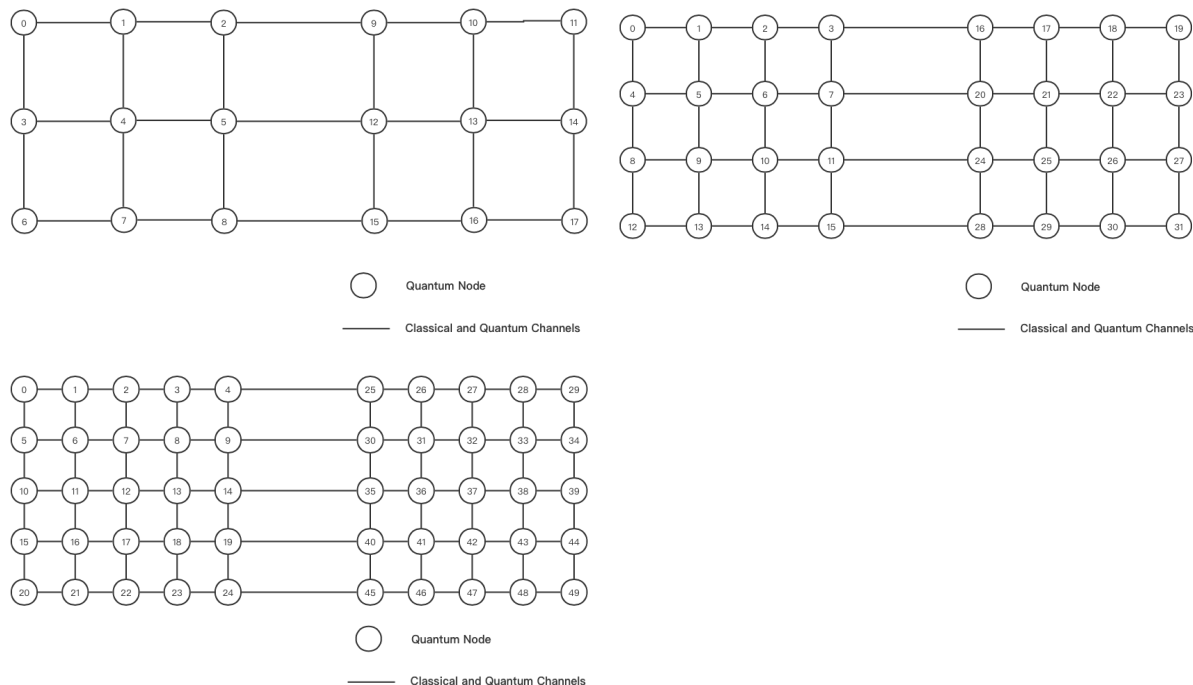 0 1 2 9 10 11
3 4 5 12 13 14
6 7 8 15 16 17
Quantum Node
Classical and Quantum Channels
0 1 2 3 16 17 18 19
4 5 6 7 20 21 22 23
8 9 10 11 24 25 26 27
12 13 14 15 28 29 30 31
Quantum Node
Classical and Quantum Channels
0 1 2 3 4 25 26 27 28 29
5 6 7 8 9 30 31 32 33 34
10 11 12 13 14 35 36 37 38 39
15 16 17 18 19 40 41 42 43 44
20 21 22 23 24 45 46 47 48 49
Quantum Node
Classical and Quantum Channels